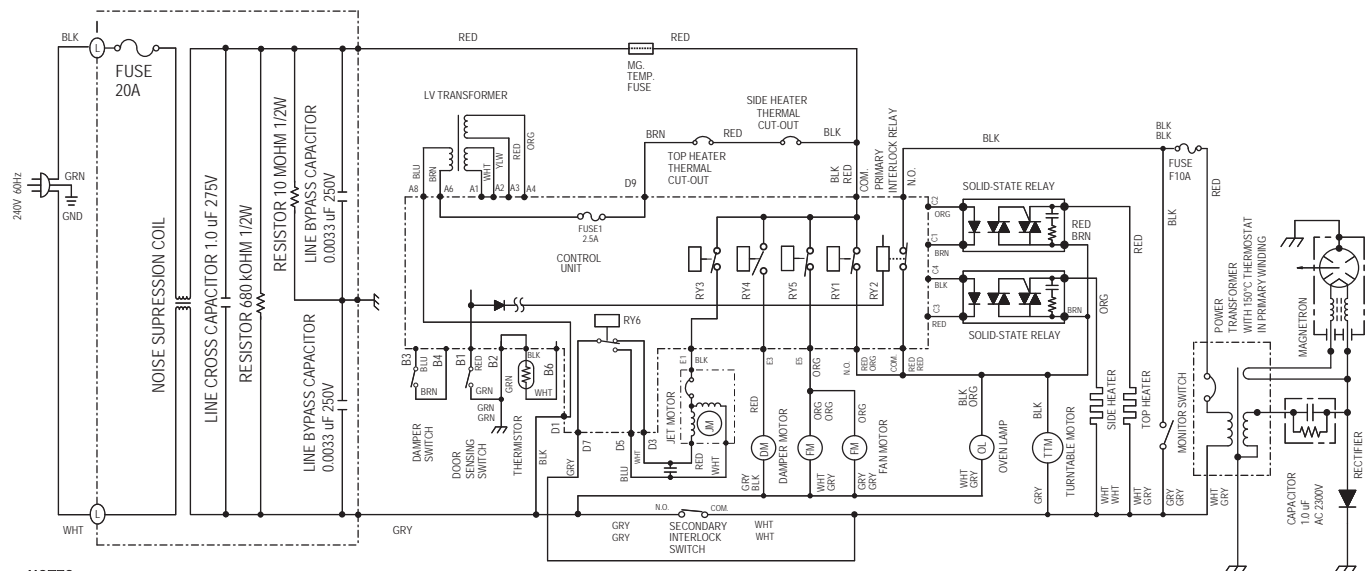 BLK
L
FUSE
20A
RED
RED
MG.
TEMP.
FUSE
GRN
GND
240V 60Hz
NOISE SUPRESSION COIL
LINE CROSS CAPACITOR 1.0 uF 275V
RESISTOR 680 kOHM 1/2W
RESISTOR 10 MOHM 1/2W
LINE BYPASS CAPACITOR
0.0033 uF 250V
LINE BYPASS CAPACITOR
0.0033 uF 250V
WHT
L
LV TRANSFORMER
BLU
BRN
WHT
YLW
RED
ORG
A8
A6
A1
A2
A3
A4
BRN
RED
BLK
TOP HEATER
THERMAL
CUT-OUT
SIDE HEATER
THERMAL
CUT-OUT
D9
FUSE1
2.5A
CONTROL
UNIT
BLK
RED
COM.
PRIMARY
INTERLOCK RELAY
N.O.
BLK
BLK
BLK
FUSE
F10A
RED
RY3
RY4
RY5
RY1
RY2
RY6
SOLID-STATE RELAY
C2
ORG
C1
BRN
RED
BRN
C4
BLK
C3
RED
BRN
SOLID-STATE RELAY
ORG
RED
BLK
B3
BLU
B4
BRN
B1
RED
B2
GRN
GRN
GRN
GRN
BLK
B6
WHT
DAMPER
SWITCH
DOOR
SENSING
SWITCH
THERMISTOR
D1
BLK
D7
GRY
D5
BLU
D3
WHT
E1
BLK
JET MOTOR
JM
RED
WHT
E3
RED
DM
DAMPER MOTOR
GRY
BLK
E5
ORG
ORG
ORG
FM
WHT
GRY
FM
FAN MOTOR
GRY
GRY
N.O.
RED
ORG
COM.
RED
RED
BLK
ORG
OL
OVEN LAMP
WHT
GRY
BLK
TTM
TURNTABLE MOTOR
GRY
SIDE HEATER
TOP HEATER
WHT
WHT
WHT
GRY
MONITOR SWITCH
GRY
GRY
POWER
TRANSFORMER
WITH 150°C THERMOSTAT
IN PRIMARY WINDING
WHT
GRY
MAGNETRON
CAPACITOR
1.0 uF
AC 2300V
RECTIFIER
GRY
GRY
GRY
N.O.
COM.
SECONDARY
INTERLOCK
SWITCH
WHT
WHT